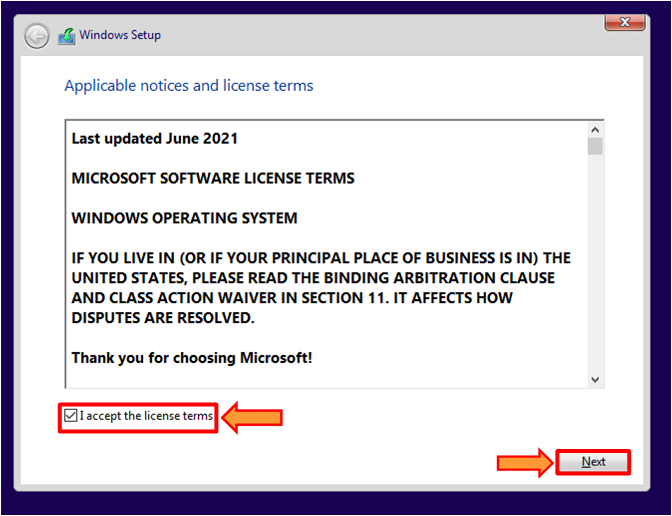 Windows Setup
Applicable notices and license terms
Last updated June 2021
MICROSOFT SOFTWARE LICENSE TERMS
WINDOWS OPERATING SYSTEM
IF YOU LIVE IN (OR IF YOUR PRINCIPAL PLACE OF BUSINESS IS IN) THE
UNITED STATES, PLEASE READ THE BINDING ARBITRATION CLAUSE
AND CLASS ACTION WAIVER IN SECTION 11. IT AFFECTS HOW
DISPUTES ARE RESOLVED.
Thank you for choosing Microsoft!
I accept the license terms
Next